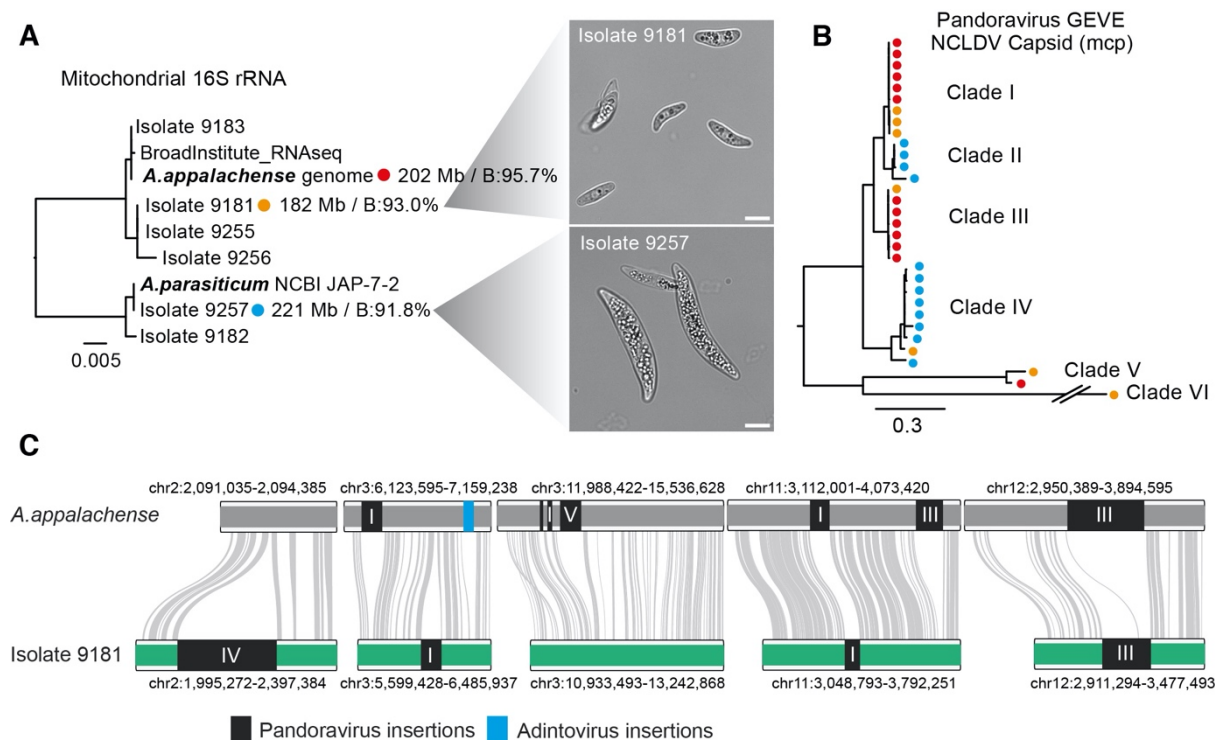 A
Mitochondrial 16S rRNA
Isolate 9183
BroadInstitute_RNAseq
A.appalachense genome 202 Mb / B:95.7%
Isolate 9181 182 Mb / B:93.0%
Isolate 9255
Isolate 9256
A.parasiticum NCBI JAP-7-2
Isolate 9257 221 Mb / B:91.8%
Isolate 9182
0.005
Isolate 9181
Isolate 9257
B
Pandoravirus GEVE
NCLDV Capsid (mcp)
Clade I
Clade II
Clade III
Clade IV
Clade V
Clade VI
0.3
C
chr2:2,091,035-2,094,385
chr3:6,123,595-7,159,238
chr3:11,988,422-15,536,628
chr11:3,112,001-4,073,420
chr12:2,950,389-3,894,595
A.appalachense
I
I
V
I
III
III
Isolate 9181
IV
I
I
III
chr2:1,995,272-2,397,384
chr3:5,599,428-6,485,937
chr3:10,933,493-13,242,868
chr11:3,048,793-3,792,251
chr12:2,911,294-3,477,493
Pandoravirus insertions
Adintovirus insertions